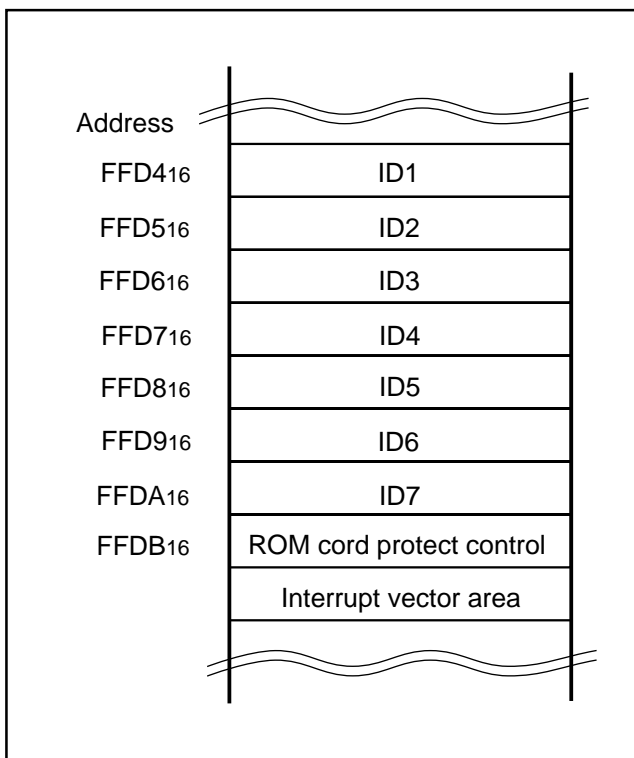 Address
FFD416 ID1
FFD516 ID2
FFD616 ID3
FFD716 ID4
FFD816 ID5
FFD916 ID6
FFDA16 ID7
FFDB16 ROM cord protect control
Interrupt vector area